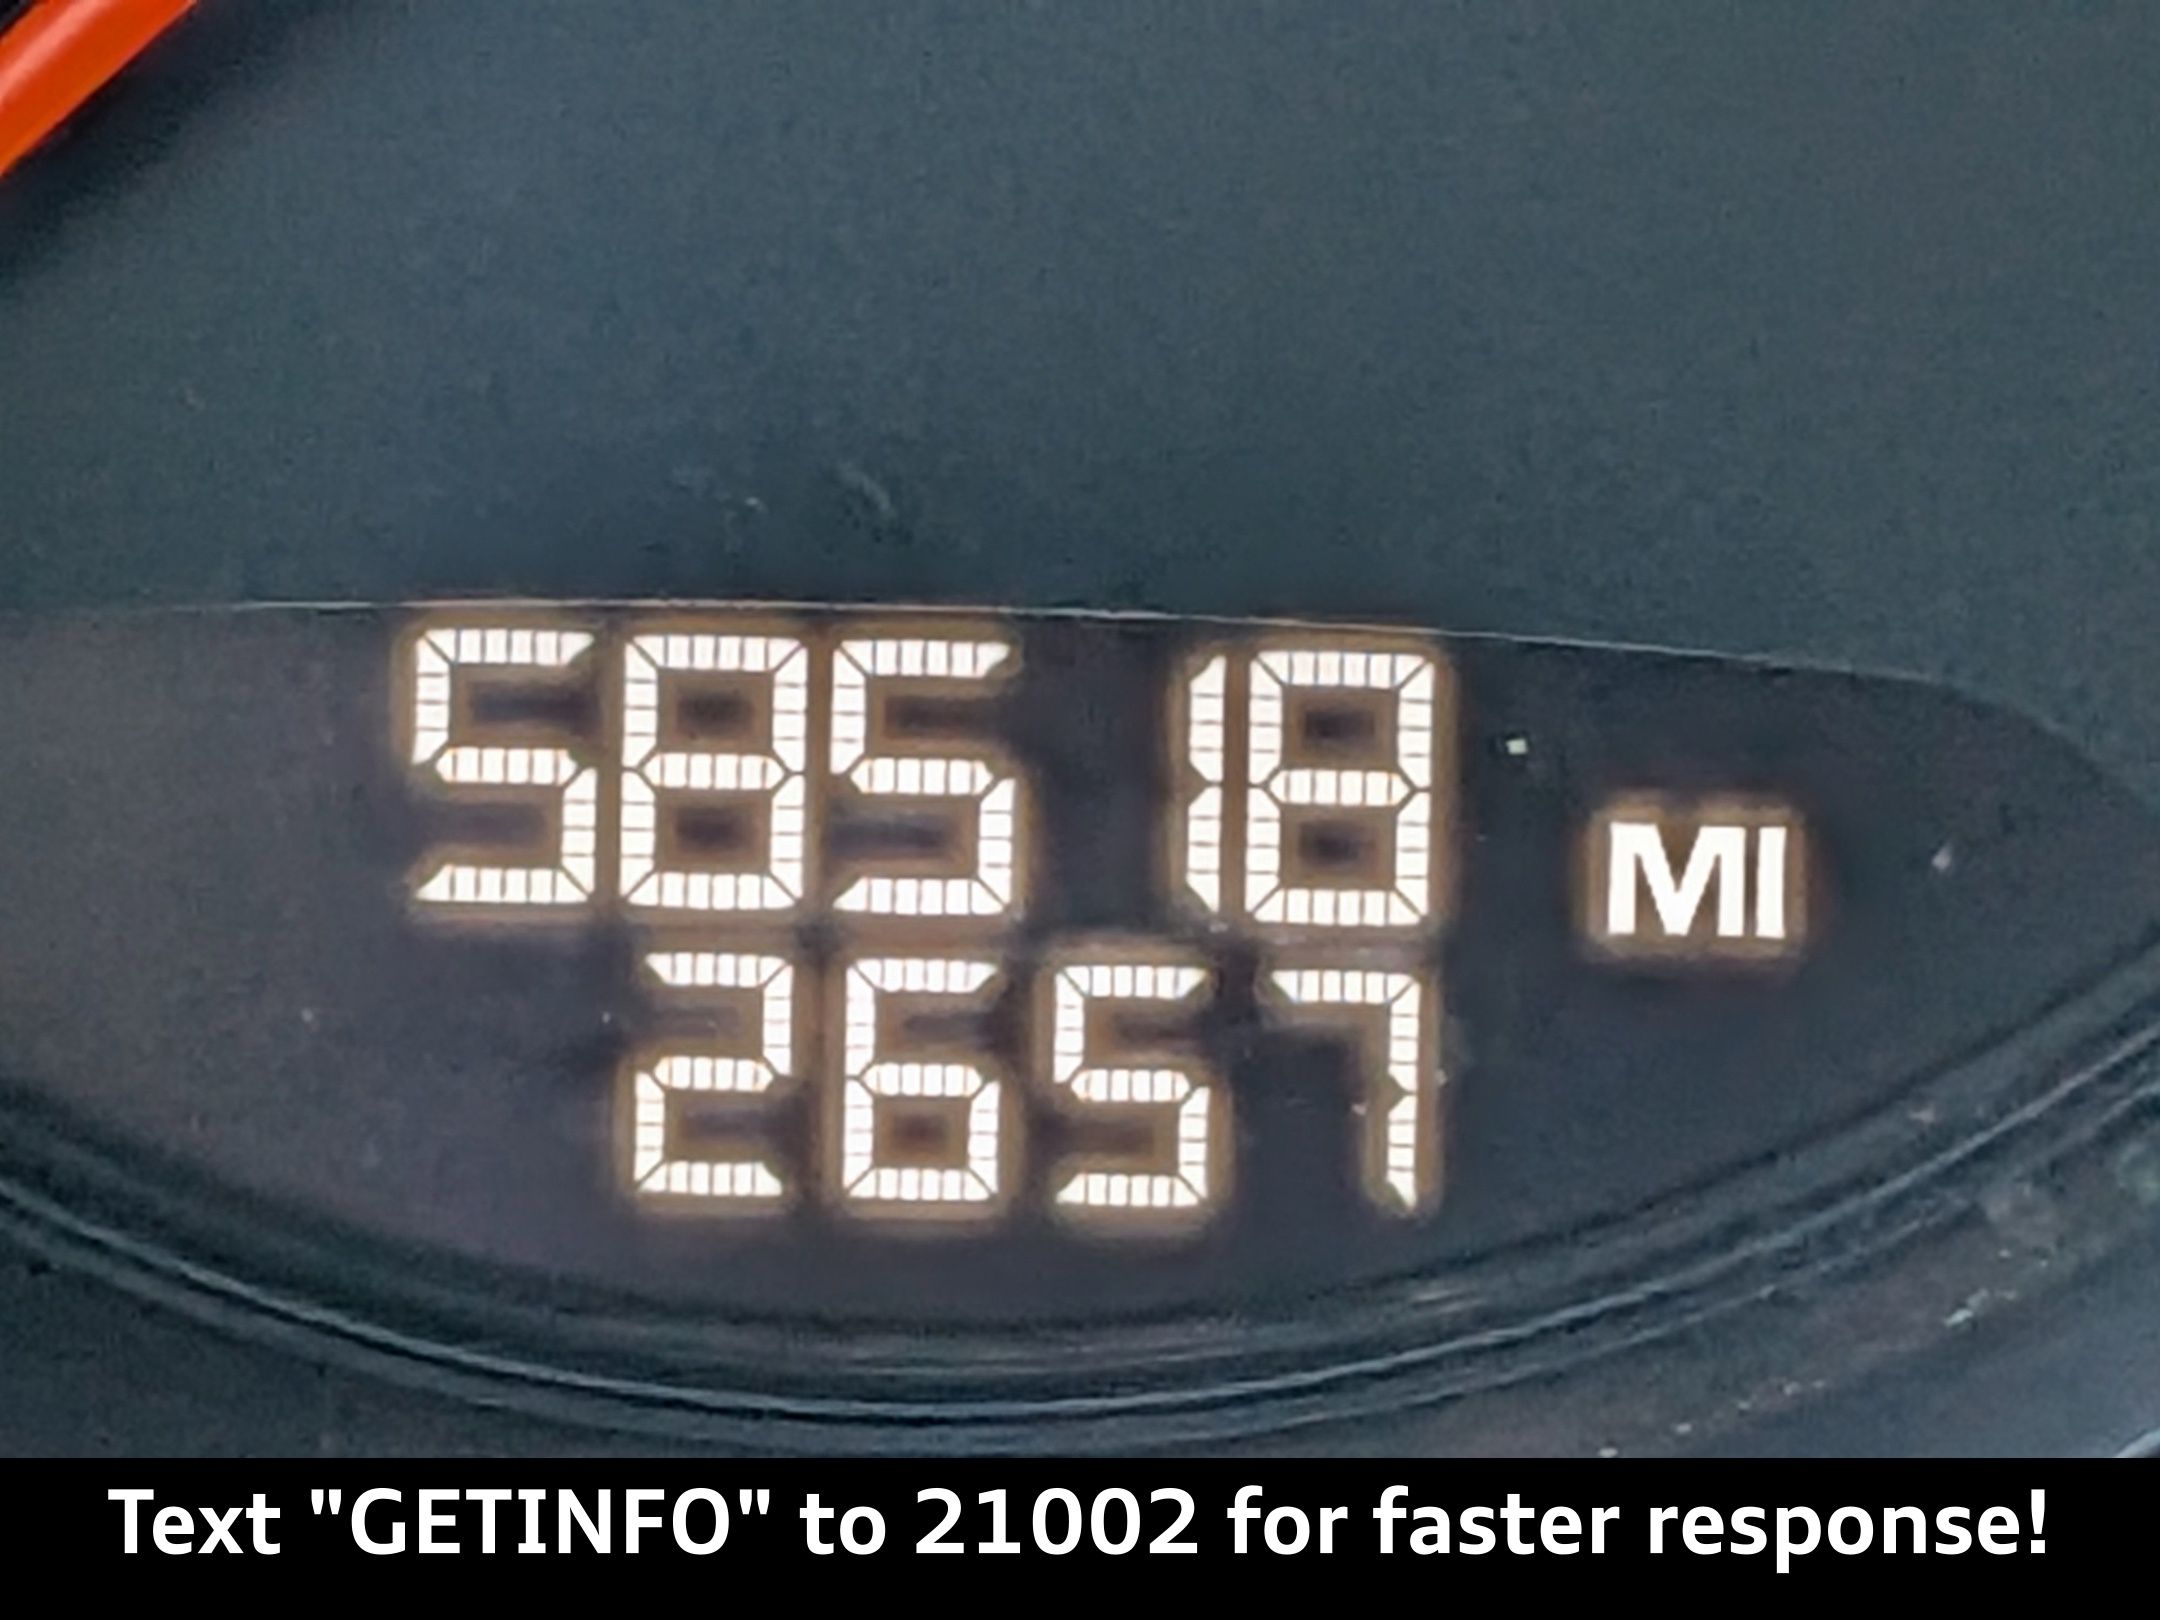 58518 MI
2657
Text "GETINFO" to 21002 for faster response!